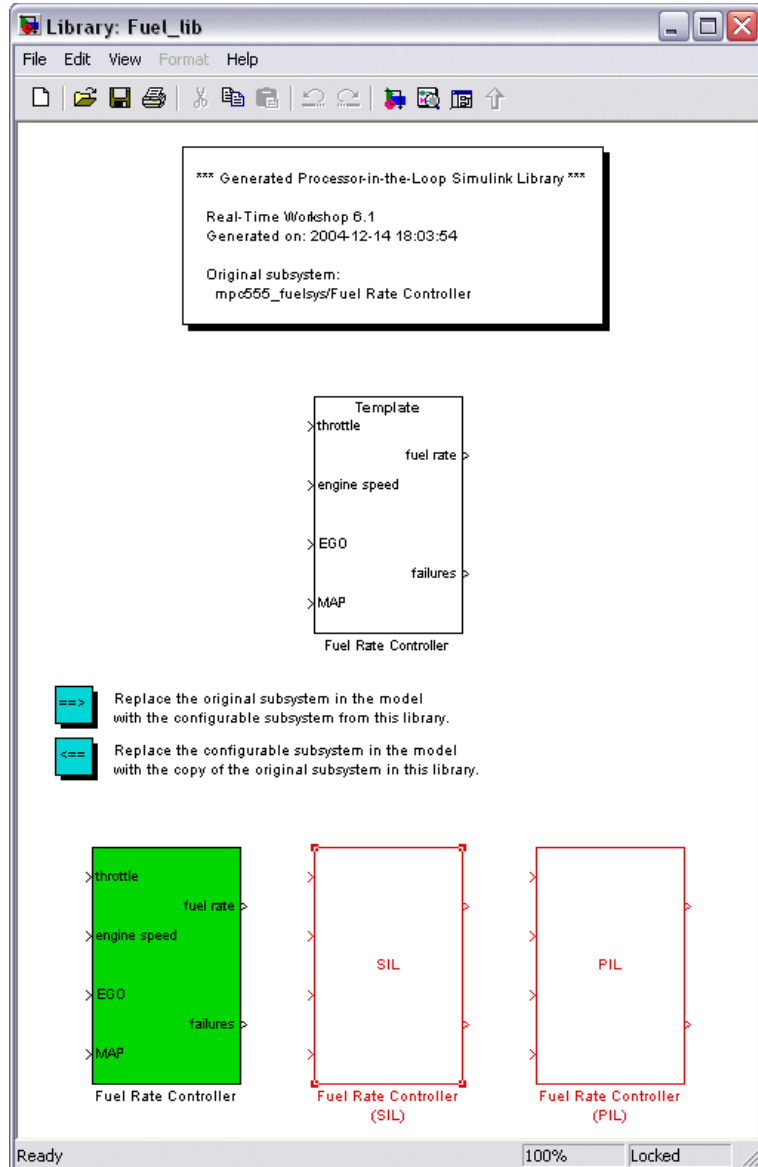 Library: Fuel_lib
File Edit View Format Help
*** Generated Processor-in-the-Loop Simulink Library ***
Real-Time Workshop 6.1
Generated on: 2004-12-14 18:03:54
Original subsystem:
mpc555_fuelsys/Fuel Rate Controller
Template
throttle
fuel rate
engine speed
EGO
failures
MAP
Fuel Rate Controller
==>
Replace the original subsystem in the model
with the configurable subsystem from this library.
<==
Replace the configurable subsystem in the model
with the copy of the original subsystem in this library.
throttle
fuel rate
engine speed
EGO
failures
MAP
Fuel Rate Controller
SIL
Fuel Rate Controller
(SIL)
PIL
Fuel Rate Controller
(PIL)
Ready 100% Locked